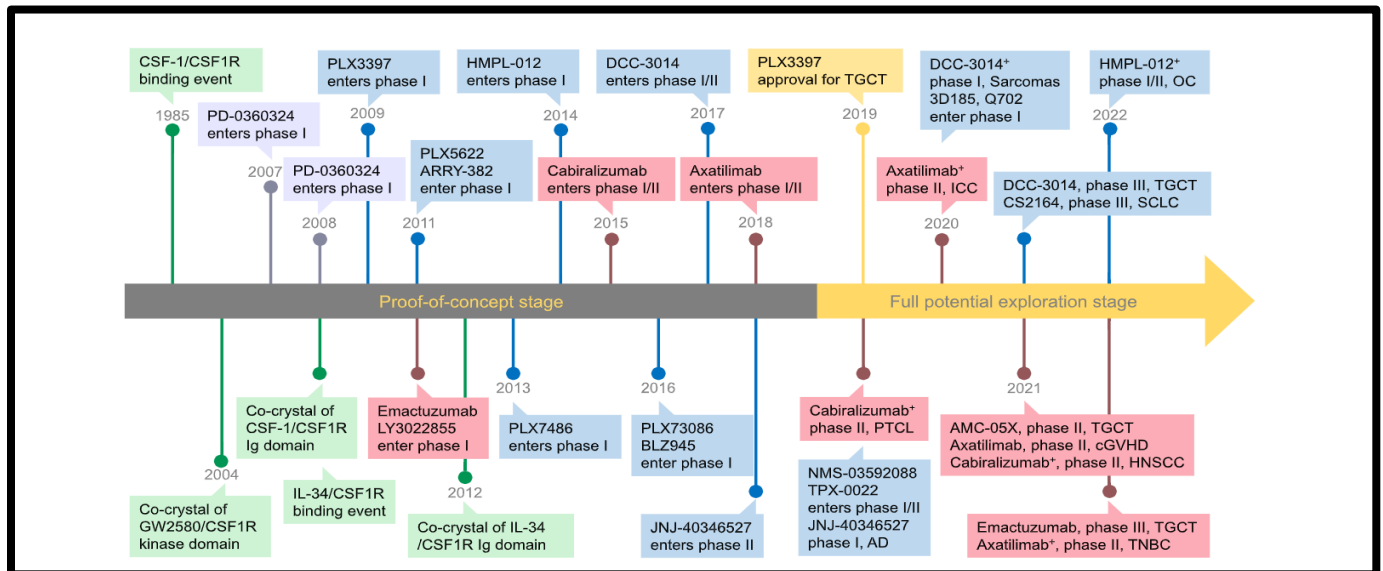 CSF-1/CSF1R
binding event
1985
PD-0360324
enters phase I
2007
PD-0360324
enters phase I
2008
PLX3397
enters phase I
2009
PLX5622
ARRY-382
enter phase I
2011
HMPL-012
enters phase I
2014
Cabiralizumab
enters phase I/II
2015
DCC-3014
enters phase I/II
2017
Axatilimab
enters phase I/II
2018
PLX3397
approval for TGCT
2019
Axatilimab⁺
phase II, ICC
2020
DCC-3014⁺
phase I, Sarcomas
3D185, Q702
enter phase I
DCC-3014, phase III, TGCT
CS2164, phase III, SCLC
HMPL-012⁺
phase I/II, OC
2022
Proof-of-concept stage
Full potential exploration stage
2004
Co-crystal of
GW2580/CSF1R
kinase domain
Co-crystal of
CSF-1/CSF1R
Ig domain
IL-34/CSF1R
binding event
Emactuzumab
LY3022855
enter phase I
2012
Co-crystal of IL-34
/CSF1R Ig domain
2013
PLX7486
enters phase I
2016
PLX73086
BLZ945
enter phase I
JNJ-40346527
enters phase II
Cabiralizumab⁺
phase II, PTCL
NMS-03592088
TPX-0022
enters phase I/II
JNJ-40346527
phase I, AD
2021
AMC-05X, phase II, TGCT
Axatilimab, phase II, cGVHD
Cabiralizumab⁺, phase II, HNSCC
Emactuzumab, phase III, TGCT
Axatilimab⁺, phase II, TNBC